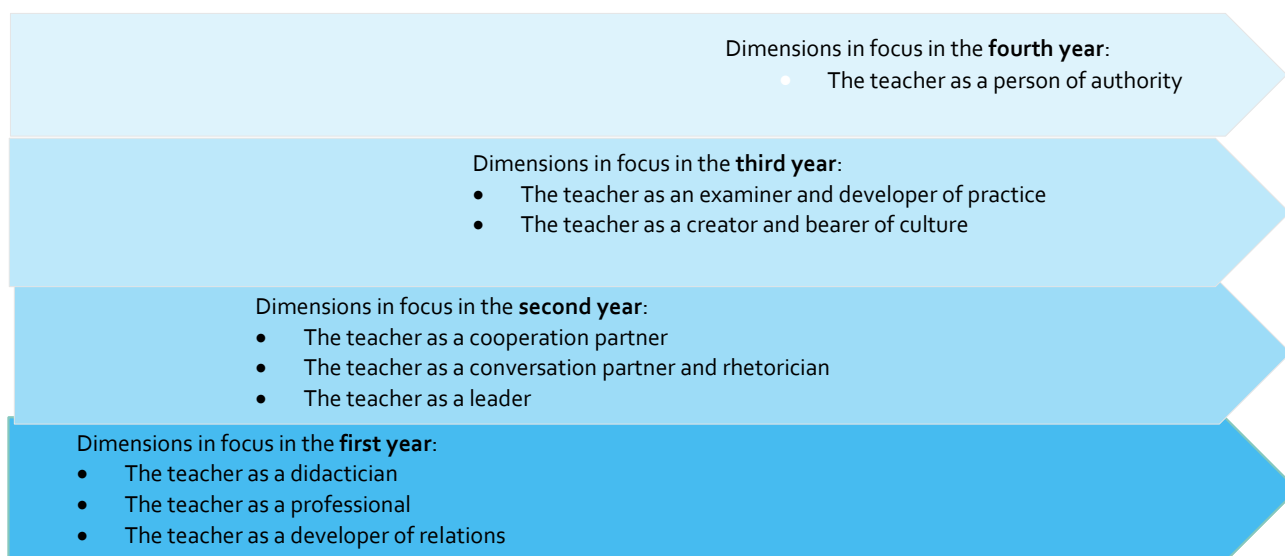 Dimensions in focus in the fourth year:
• The teacher as a person of authority
Dimensions in focus in the third year:
• The teacher as an examiner and developer of practice
• The teacher as a creator and bearer of culture
Dimensions in focus in the second year:
• The teacher as a cooperation partner
• The teacher as a conversation partner and rhetorician
• The teacher as a leader
Dimensions in focus in the first year:
• The teacher as a didactician
• The teacher as a professional
• The teacher as a developer of relations